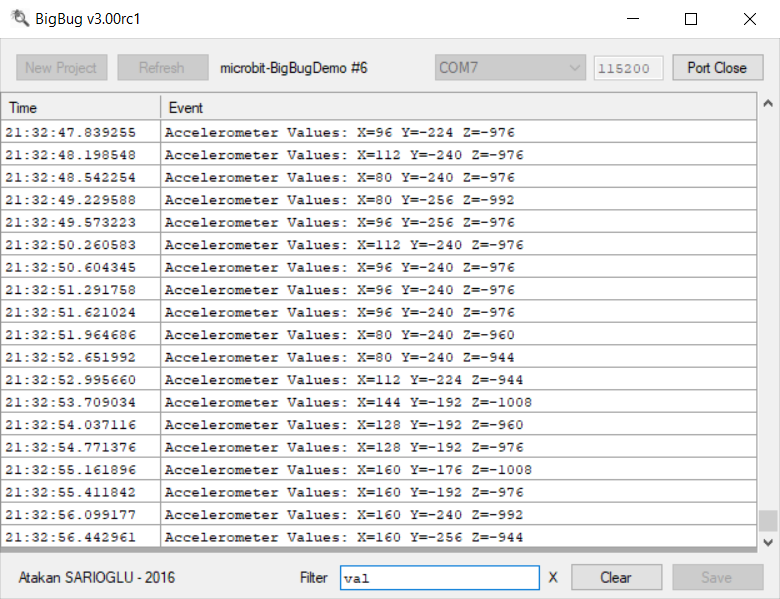 BigBug v3.00rc1
New Project Refresh microbit-BigBugDemo #6 COM7 115200 Port Close
Time Event
21:32:47.839255 Accelerometer Values: X=96 Y=-224 Z=-976
21:32:48.198548 Accelerometer Values: X=112 Y=-240 Z=-976
21:32:48.542254 Accelerometer Values: X=80 Y=-240 Z=-976
21:32:49.229588 Accelerometer Values: X=80 Y=-256 Z=-992
21:32:49.573223 Accelerometer Values: X=96 Y=-256 Z=-976
21:32:50.260583 Accelerometer Values: X=112 Y=-240 Z=-976
21:32:50.604345 Accelerometer Values: X=96 Y=-240 Z=-976
21:32:51.291758 Accelerometer Values: X=96 Y=-240 Z=-976
21:32:51.621024 Accelerometer Values: X=96 Y=-240 Z=-976
21:32:51.964686 Accelerometer Values: X=80 Y=-240 Z=-960
21:32:52.651992 Accelerometer Values: X=80 Y=-240 Z=-944
21:32:52.995660 Accelerometer Values: X=112 Y=-224 Z=-944
21:32:53.709034 Accelerometer Values: X=144 Y=-192 Z=-1008
21:32:54.037116 Accelerometer Values: X=128 Y=-192 Z=-960
21:32:54.771376 Accelerometer Values: X=128 Y=-192 Z=-976
21:32:55.161896 Accelerometer Values: X=160 Y=-176 Z=-1008
21:32:55.411842 Accelerometer Values: X=160 Y=-192 Z=-976
21:32:56.099177 Accelerometer Values: X=160 Y=-240 Z=-992
21:32:56.442961 Accelerometer Values: X=160 Y=-256 Z=-944
Atakan SARIOGLU - 2016 Filter val X Clear Save